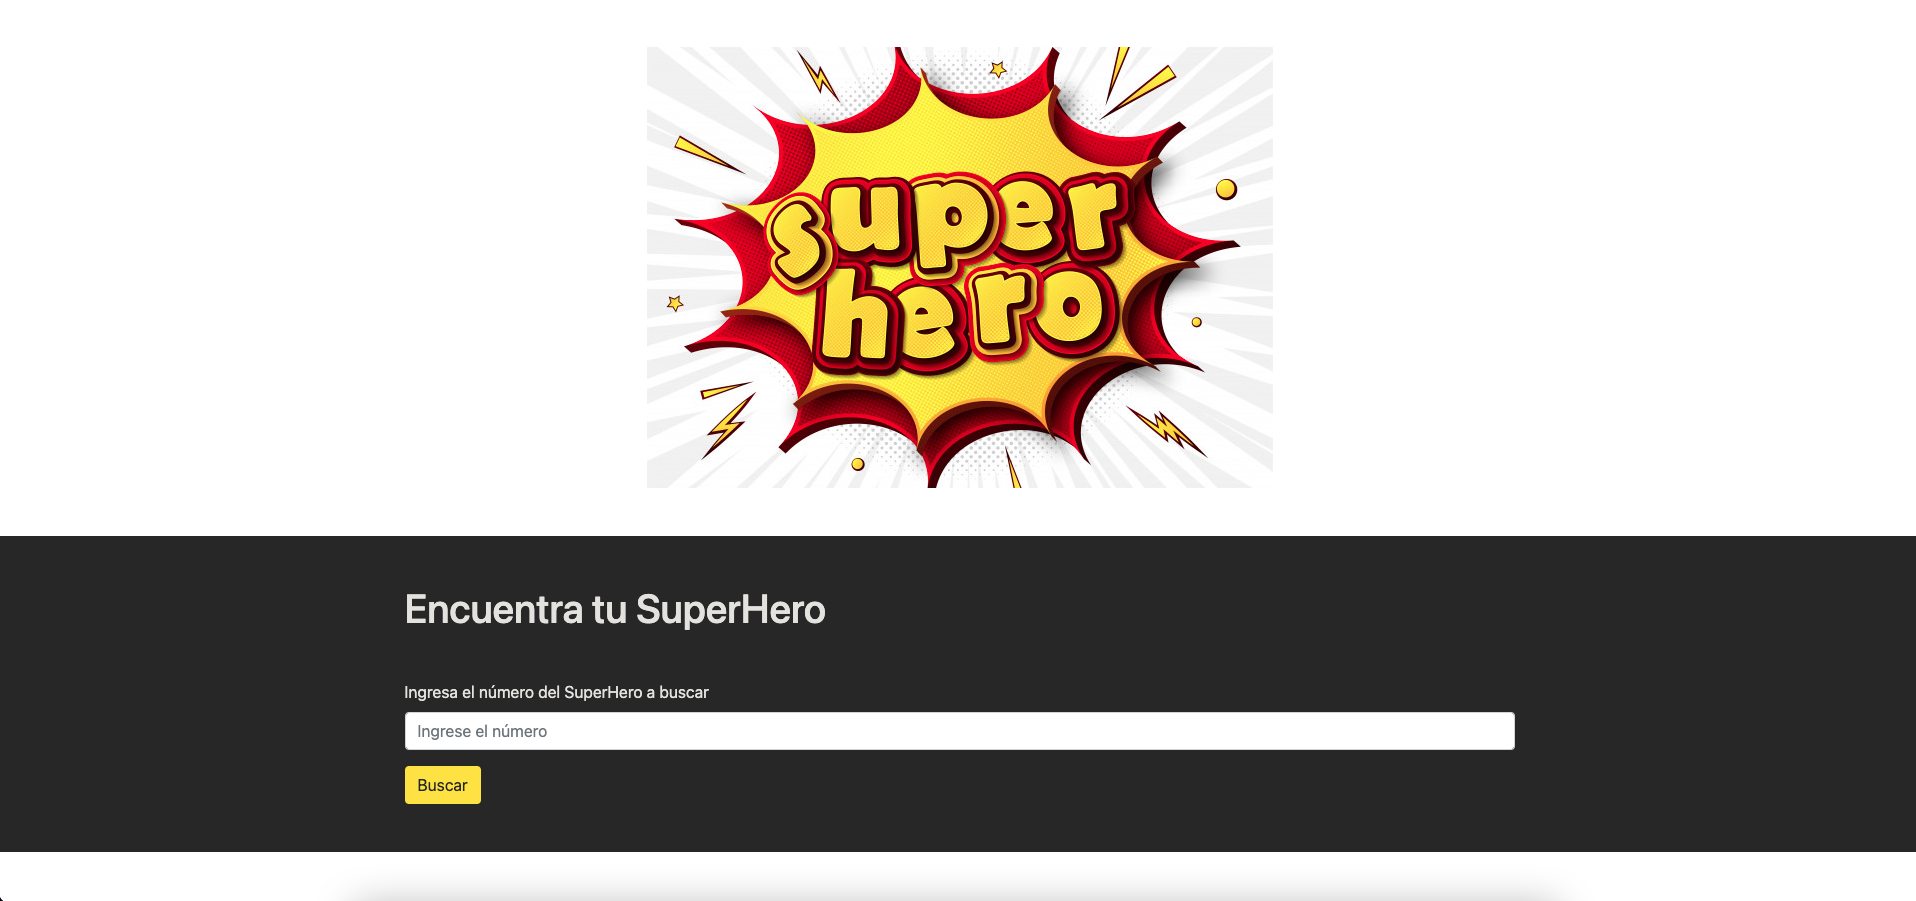 super
hero
Encuentra tu SuperHero
Ingresa el número del SuperHero a buscar
Ingrese el número
Buscar